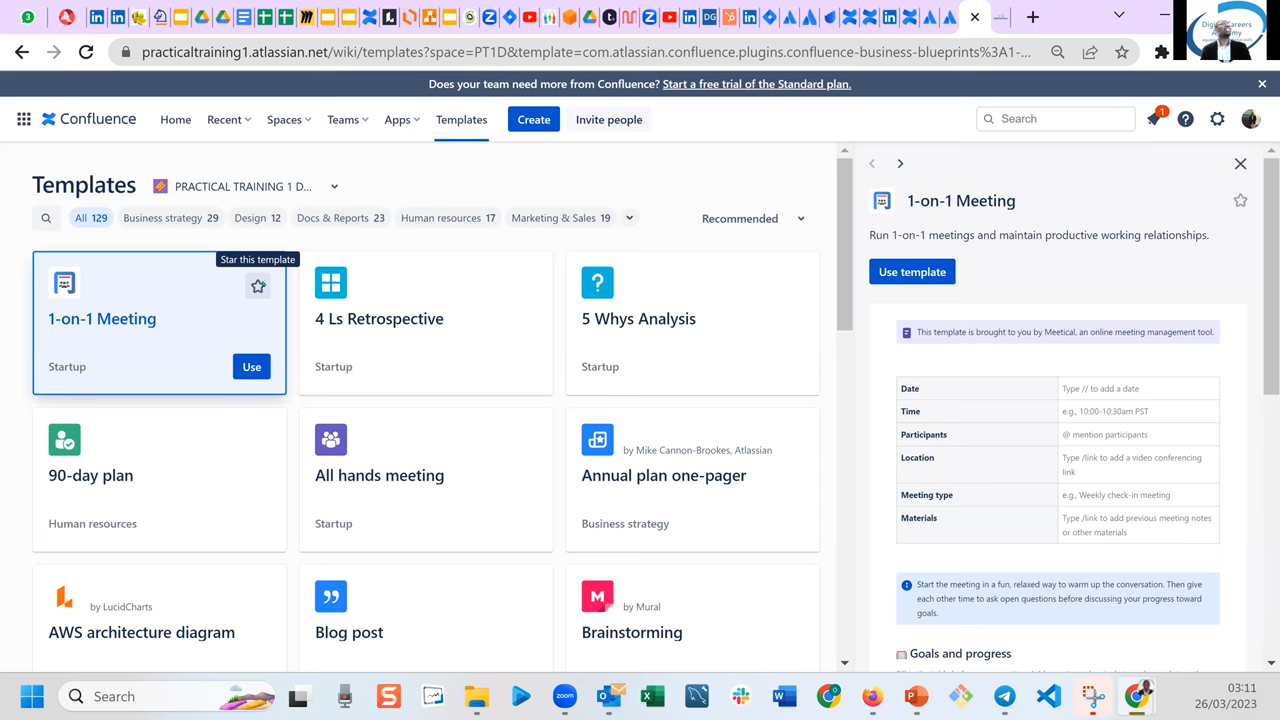 practicaltraining1.atlassian.net/wiki/templates?space=PT1D&template=com.atlassian.confluence.plugins.confluence-business-blueprints%3A1-...
Does your team need more from Confluence? Start a free trial of the Standard plan.
Confluence Home Recent Spaces Teams Apps Templates Create Invite people Search 1
Templates PRACTICAL TRAINING 1 D...
All 129 Business strategy 29 Design 12 Docs & Reports 23 Human resources 17 Marketing & Sales 19 Recommended
Star this template
1-on-1 Meeting
Startup
Use
4 Ls Retrospective
Startup
5 Whys Analysis
Startup
90-day plan
Human resources
All hands meeting
Startup
by Mike Cannon-Brookes, Atlassian
Annual plan one-pager
Business strategy
by LucidCharts
AWS architecture diagram
Blog post
by Mural
Brainstorming
1-on-1 Meeting
Run 1-on-1 meetings and maintain productive working relationships.
Use template
This template is brought to you by Meetical, an online meeting management tool.
Date Type // to add a date
Time e.g., 10:00-10:30am PST
Participants @ mention participants
Location Type /link to add a video conferencing
link
Meeting type e.g., Weekly check-in meeting
Materials Type /link to add previous meeting notes
or other materials
Start the meeting in a fun, relaxed way to warm up the conversation. Then give
each other time to ask open questions before discussing your progress toward
goals.
Goals and progress
Search
zoom
03:11
26/03/2023